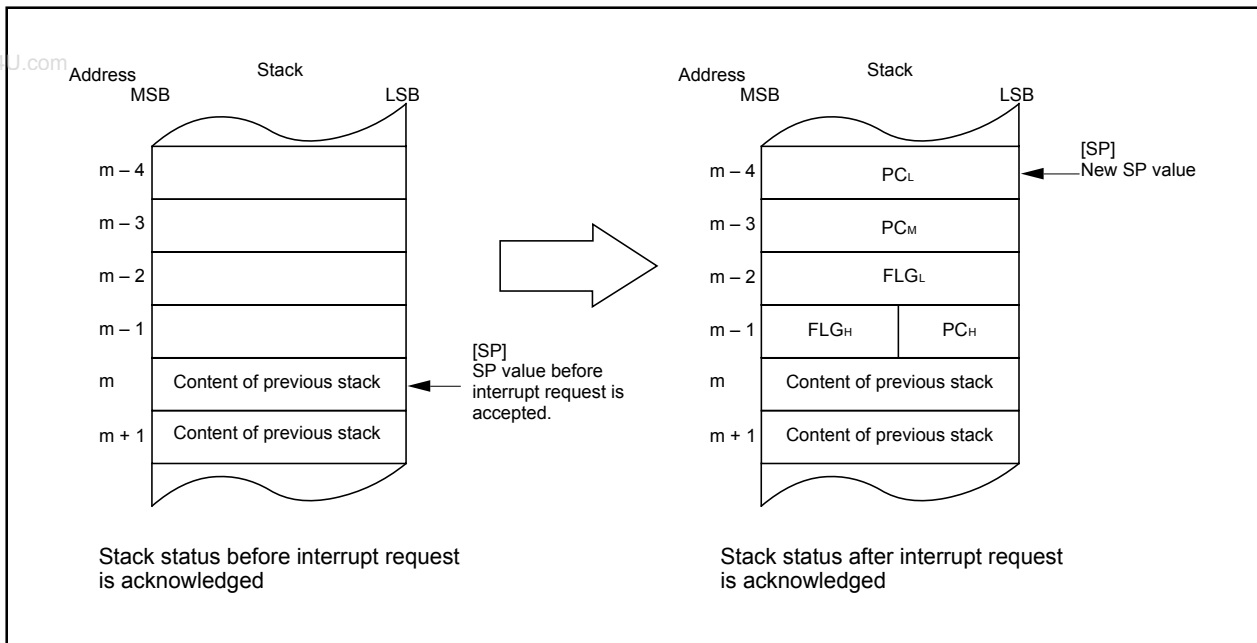 4U.com
Address
Stack
MSB
LSB
m – 4
m – 3
m – 2
m – 1
m
Content of previous stack
m + 1
Content of previous stack
[SP]
SP value before
interrupt request is
accepted.
Stack status before interrupt request
is acknowledged
Address
Stack
MSB
LSB
m – 4
PCL
m – 3
PCM
m – 2
FLGL
m – 1
FLGH
PCH
m
Content of previous stack
m + 1
Content of previous stack
[SP]
New SP value
Stack status after interrupt request
is acknowledged